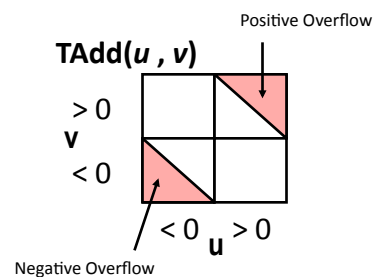 Positive Overflow
TAdd(u , v)
> 0
v
< 0
< 0 u > 0
Negative Overflow